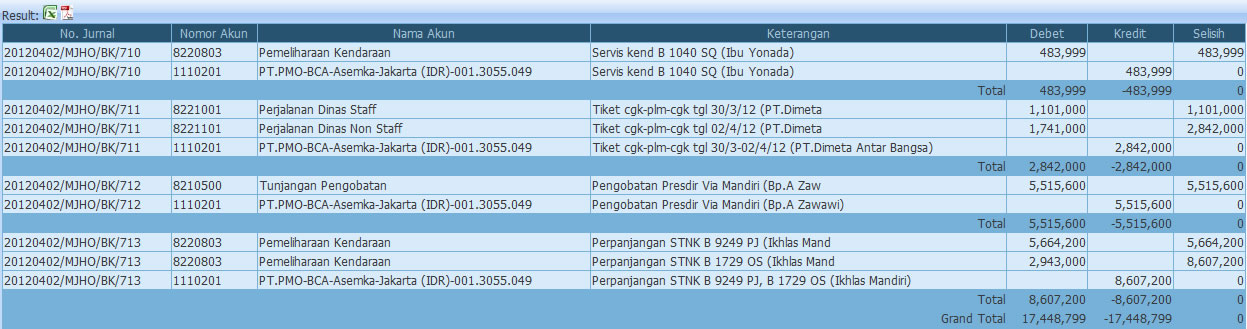 Result:
No. Jurnal Nomor Akun Nama Akun Keterangan Debet Kredit Selisih
20120402/MJHO/BK/710 8220803 Pemeliharaan Kendaraan Servis kend B 1040 SQ (Ibu Yonada) 483,999 483,999
20120402/MJHO/BK/710 1110201 PT.PMO-BCA-Asemka-Jakarta (IDR)-001.3055.049 Servis kend B 1040 SQ (Ibu Yonada) 483,999 0
Total 483,999 -483,999 0
20120402/MJHO/BK/711 8221001 Perjalanan Dinas Staff Tiket cgk-plm-cgk tgl 30/3/12 (PT.Dimeta 1,101,000 1,101,000
20120402/MJHO/BK/711 8221101 Perjalanan Dinas Non Staff Tiket cgk-plm-cgk tgl 02/4/12 (PT.Dimeta 1,741,000 2,842,000
20120402/MJHO/BK/711 1110201 PT.PMO-BCA-Asemka-Jakarta (IDR)-001.3055.049 Tiket cgk-plm-cgk tgl 30/3-02/4/12 (PT.Dimeta Antar Bangsa) 2,842,000 0
Total 2,842,000 -2,842,000 0
20120402/MJHO/BK/712 8210500 Tunjangan Pengobatan Pengobatan Presdir Via Mandiri (Bp.A Zaw 5,515,600 5,515,600
20120402/MJHO/BK/712 1110201 PT.PMO-BCA-Asemka-Jakarta (IDR)-001.3055.049 Pengobatan Presdir Via Mandiri (Bp.A Zawawi) 5,515,600 0
Total 5,515,600 -5,515,600 0
20120402/MJHO/BK/713 8220803 Pemeliharaan Kendaraan Perpanjangan STNK B 9249 PJ (Ikhlas Mand 5,664,200 5,664,200
20120402/MJHO/BK/713 8220803 Pemeliharaan Kendaraan Perpanjangan STNK B 1729 OS (Ikhlas Mand 2,943,000 8,607,200
20120402/MJHO/BK/713 1110201 PT.PMO-BCA-Asemka-Jakarta (IDR)-001.3055.049 Perpanjangan STNK B 9249 PJ, B 1729 OS (Ikhlas Mandiri) 8,607,200 0
Total 8,607,200 -8,607,200 0
Grand Total 17,448,799 -17,448,799 0